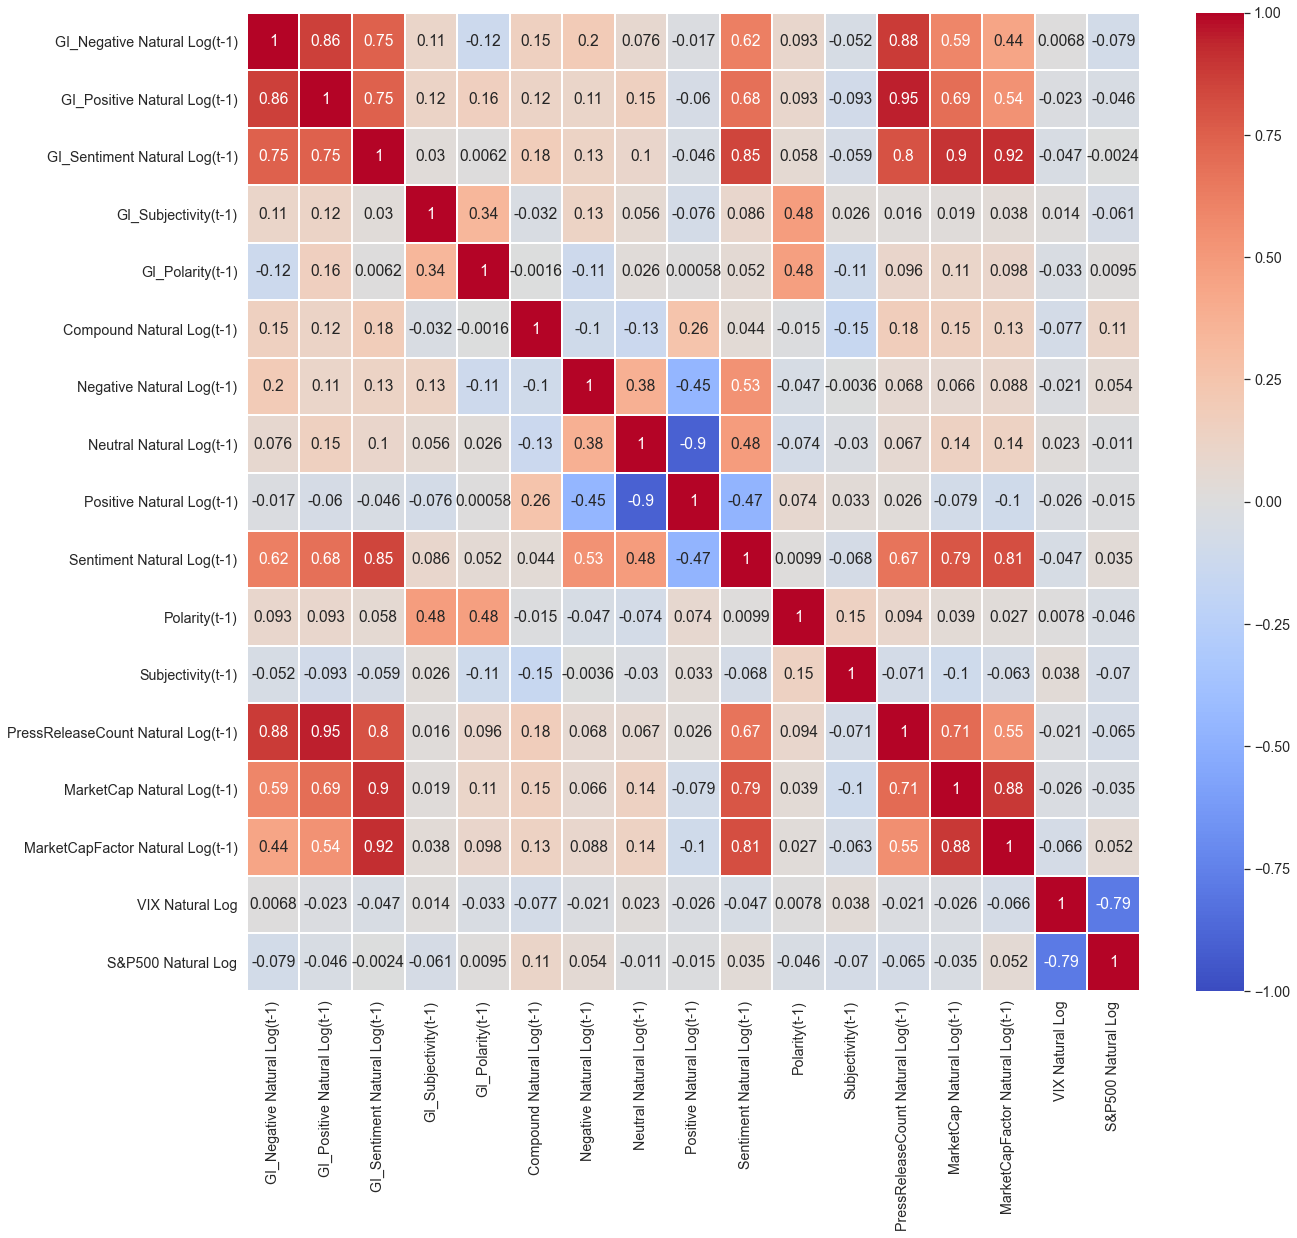 GI_Negative Natural Log(t-1) 1 0.86 0.75 0.11 -0.12 0.15 0.2 0.076 -0.017 0.62 0.093 -0.052 0.88 0.59 0.44 0.0068 -0.079
GI_Positive Natural Log(t-1) 0.86 1 0.75 0.12 0.16 0.12 0.11 0.15 -0.06 0.68 0.093 -0.093 0.95 0.69 0.54 -0.023 -0.046
GI_Sentiment Natural Log(t-1) 0.75 0.75 1 0.03 0.0062 0.18 0.13 0.1 -0.046 0.85 0.058 -0.059 0.8 0.9 0.92 -0.047 -0.0024
GI_Subjectivity(t-1) 0.11 0.12 0.03 1 0.34 -0.032 0.13 0.056 -0.076 0.086 0.48 0.026 0.016 0.019 0.038 0.014 -0.061
GI_Polarity(t-1) -0.12 0.16 0.0062 0.34 1 -0.0016 -0.11 0.026 0.00058 0.052 0.48 -0.11 0.096 0.11 0.098 -0.033 0.0095
Compound Natural Log(t-1) 0.15 0.12 0.18 -0.032 -0.0016 1 -0.1 -0.13 0.26 0.044 -0.015 -0.15 0.18 0.15 0.13 -0.077 0.11
Negative Natural Log(t-1) 0.2 0.11 0.13 0.13 -0.11 -0.1 1 0.38 -0.45 0.53 -0.047 -0.0036 0.068 0.066 0.088 -0.021 0.054
Neutral Natural Log(t-1) 0.076 0.15 0.1 0.056 0.026 -0.13 0.38 1 -0.9 0.48 -0.074 -0.03 0.067 0.14 0.14 0.023 -0.011
Positive Natural Log(t-1) -0.017 -0.06 -0.046 -0.076 0.00058 0.26 -0.45 -0.9 1 -0.47 0.074 0.033 0.026 -0.079 -0.1 -0.026 -0.015
Sentiment Natural Log(t-1) 0.62 0.68 0.85 0.086 0.052 0.044 0.53 0.48 -0.47 1 0.0099 -0.068 0.67 0.79 0.81 -0.047 0.035
Polarity(t-1) 0.093 0.093 0.058 0.48 0.48 -0.015 -0.047 -0.074 0.074 0.0099 1 0.15 0.094 0.039 0.027 0.0078 -0.046
Subjectivity(t-1) -0.052 -0.093 -0.059 0.026 -0.11 -0.15 -0.0036 -0.03 0.033 -0.068 0.15 1 -0.071 -0.1 -0.063 0.038 -0.07
PressReleaseCount Natural Log(t-1) 0.88 0.95 0.8 0.016 0.096 0.18 0.068 0.067 0.026 0.67 0.094 -0.071 1 0.71 0.55 -0.021 -0.065
MarketCap Natural Log(t-1) 0.59 0.69 0.9 0.019 0.11 0.15 0.066 0.14 -0.079 0.79 0.039 -0.1 0.71 1 0.88 -0.026 -0.035
MarketCapFactor Natural Log(t-1) 0.44 0.54 0.92 0.038 0.098 0.13 0.088 0.14 -0.1 0.81 0.027 -0.063 0.55 0.88 1 -0.066 0.052
VIX Natural Log 0.0068 -0.023 -0.047 0.014 -0.033 -0.077 -0.021 0.023 -0.026 -0.047 0.0078 0.038 -0.021 -0.026 -0.066 1 -0.79
S&P500 Natural Log -0.079 -0.046 -0.0024 -0.061 0.0095 0.11 0.054 -0.011 -0.015 0.035 -0.046 -0.07 -0.065 -0.035 0.052 -0.79 1
GI_Negative Natural Log(t-1)
GI_Positive Natural Log(t-1)
GI_Sentiment Natural Log(t-1)
GI_Subjectivity(t-1)
GI_Polarity(t-1)
Compound Natural Log(t-1)
Negative Natural Log(t-1)
Neutral Natural Log(t-1)
Positive Natural Log(t-1)
Sentiment Natural Log(t-1)
Polarity(t-1)
Subjectivity(t-1)
PressReleaseCount Natural Log(t-1)
MarketCap Natural Log(t-1)
MarketCapFactor Natural Log(t-1)
VIX Natural Log
S&P500 Natural Log
1.00
0.75
0.50
0.25
0.00
−0.25
−0.50
−0.75
−1.00